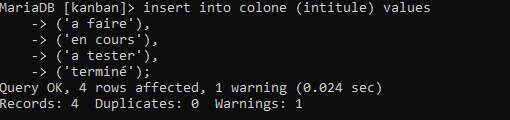 MariaDB [kanban]> insert into colone (intitule) values
    -> ('a faire'),
    -> ('en cours'),
    -> ('a tester'),
    -> ('terminé');
Query OK, 4 rows affected, 1 warning (0.024 sec)
Records: 4  Duplicates: 0  Warnings: 1